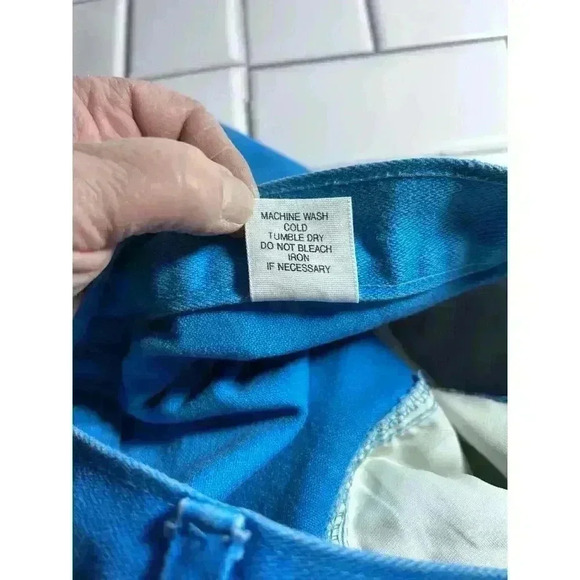 MACHINE WASH
COLD
TUMBLE DRY
DO NOT BLEACH
IRON
IF NECESSARY